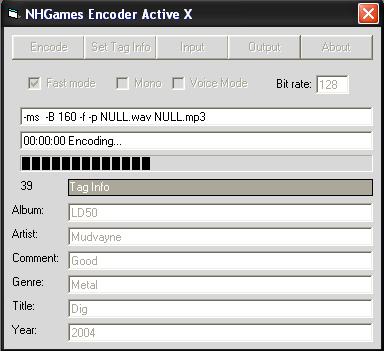 NHGames Encoder Active X
Encode Set Tag Info Input Output About
Fast mode Mono Voice Mode Bit rate: 128
-ms -B 160 -f -p NULL.wav NULL.mp3
00:00:00 Encoding...
39 Tag Info
Album: LD50
Artist: Mudvayne
Comment: Good
Genre: Metal
Title: Dig
Year: 2004